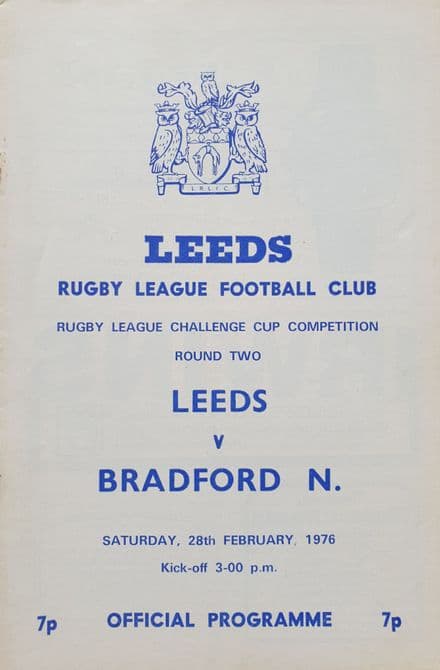 L.R.L.F.C.
LEEDS
RUGBY LEAGUE FOOTBALL CLUB
RUGBY LEAGUE CHALLENGE CUP COMPETITION
ROUND TWO
LEEDS
v
BRADFORD N.
SATURDAY, 28th FEBRUARY, 1976
Kick-off 3-00 p.m.
7p OFFICIAL PROGRAMME 7p